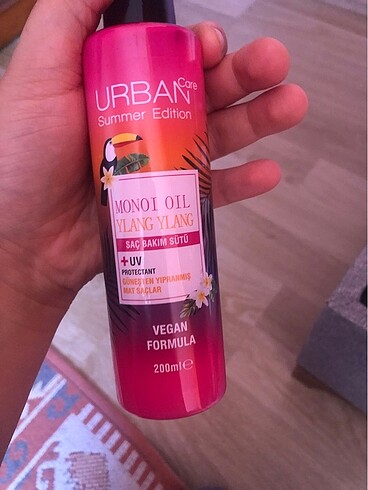 URBAN Care
Summer Edition
MONOI OIL
YLANG YLANG
SAÇ BAKIM SÜTÜ
+UV
PROTECTANT
GÜNEŞTEN YIPRANMIŞ
MAT SAÇLAR
VEGAN
FORMULA
200ml℮